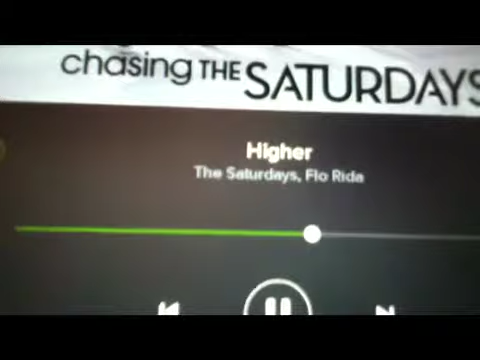 chasing THE SATURDAYS
Higher
The Saturdays, Flo Rida